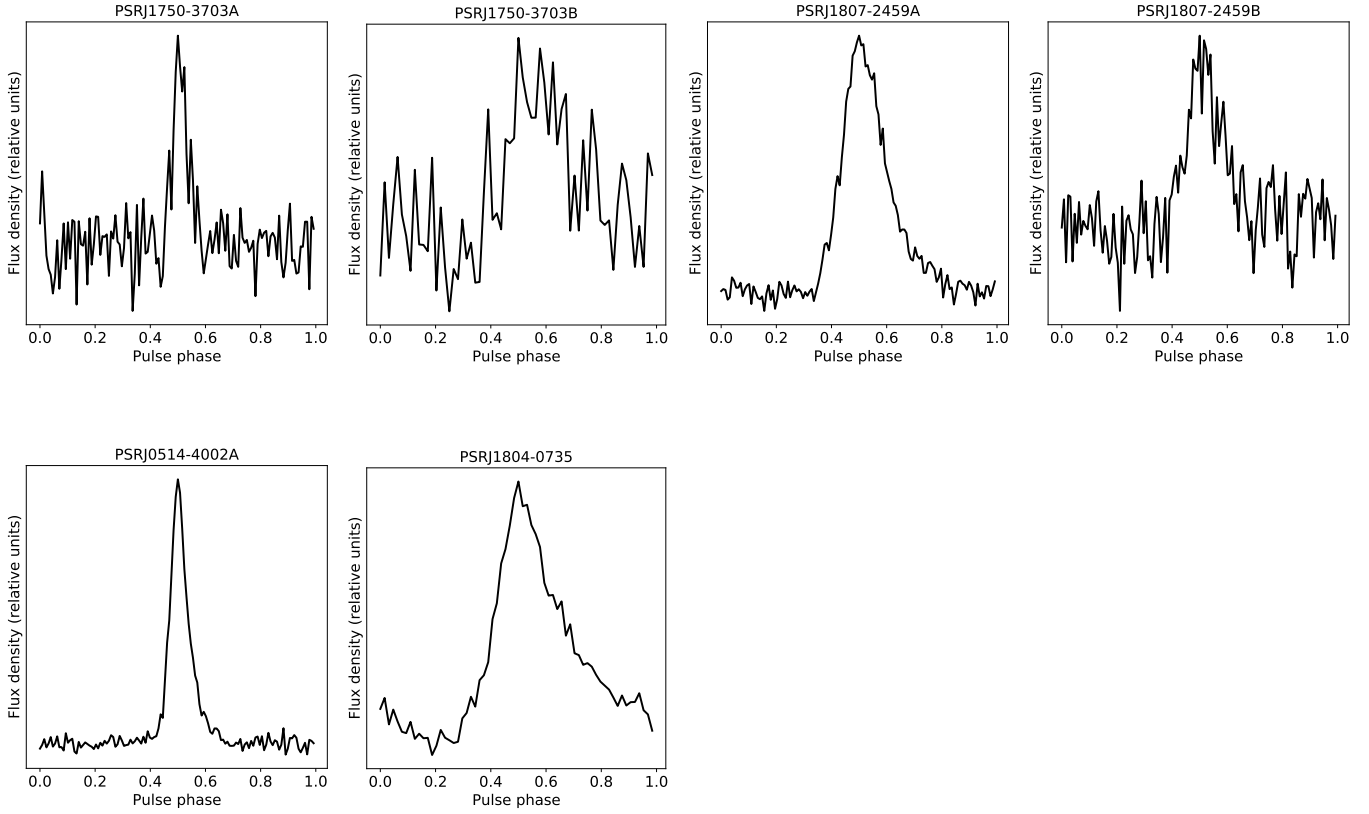 PSRJ1750-3703A
PSRJ1750-3703B
PSRJ1807-2459A
PSRJ1807-2459B
Flux density (relative units)
Flux density (relative units)
Flux density (relative units)
Flux density (relative units)
0.0 0.2 0.4 0.6 0.8 1.0
0.0 0.2 0.4 0.6 0.8 1.0
0.0 0.2 0.4 0.6 0.8 1.0
0.0 0.2 0.4 0.6 0.8 1.0
Pulse phase
Pulse phase
Pulse phase
Pulse phase
PSRJ0514-4002A
PSRJ1804-0735
Flux density (relative units)
Flux density (relative units)
0.0 0.2 0.4 0.6 0.8 1.0
0.0 0.2 0.4 0.6 0.8 1.0
Pulse phase
Pulse phase